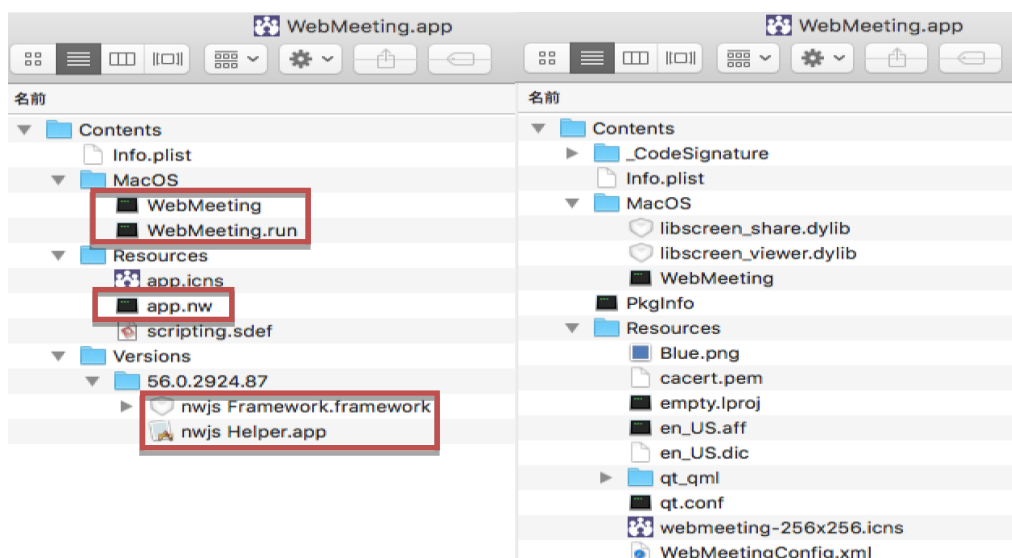 WebMeeting.app
名前
Contents
Info.plist
MacOS
WebMeeting
WebMeeting.run
Resources
app.icns
app.nw
scripting.sdef
Versions
56.0.2924.87
nwjs Framework.framework
nwjs Helper.app
WebMeeting.app
名前
Contents
_CodeSignature
Info.plist
MacOS
libscreen_share.dylib
libscreen_viewer.dylib
WebMeeting
PkgInfo
Resources
Blue.png
cacert.pem
empty.lproj
en_US.aff
en_US.dic
qt_qml
qt.conf
webmeeting-256x256.icns
WebMeetingConfig.xml